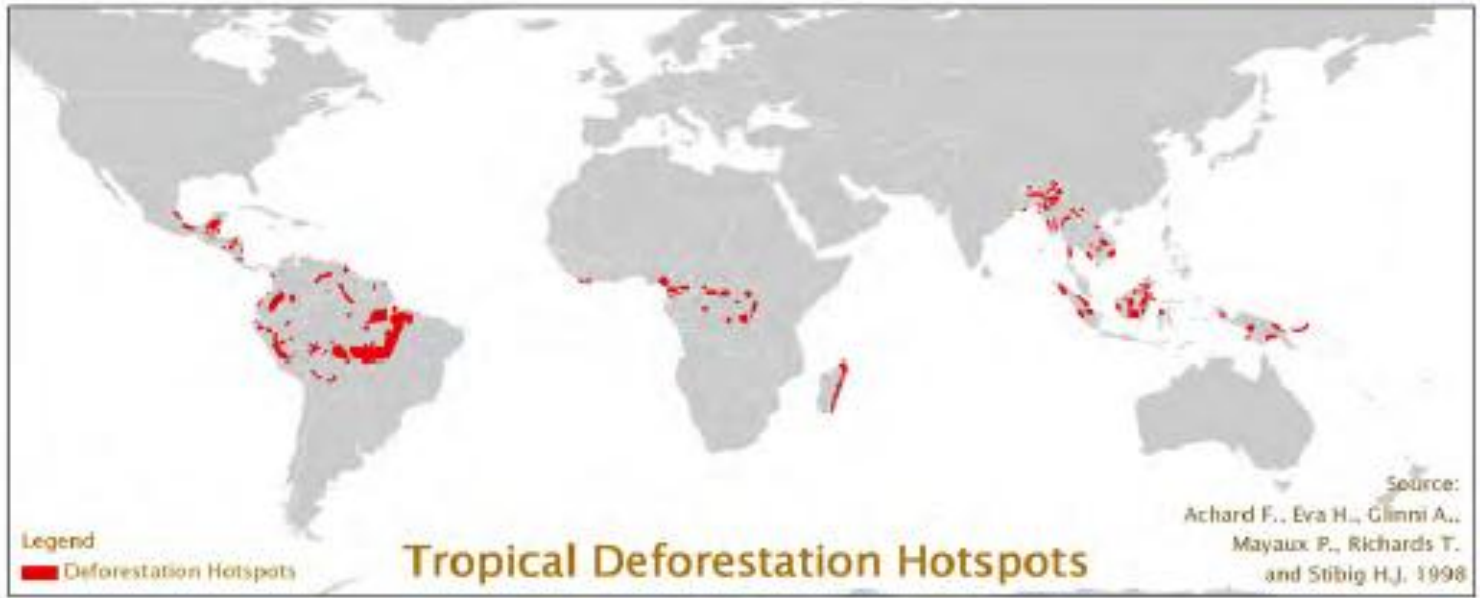 Source:
Achard F., Eva H., Glinni A.,
Mayaux P., Richards T.
and Stibig H.J. 1998
Legend
Deforestation Hotspots
Tropical Deforestation Hotspots